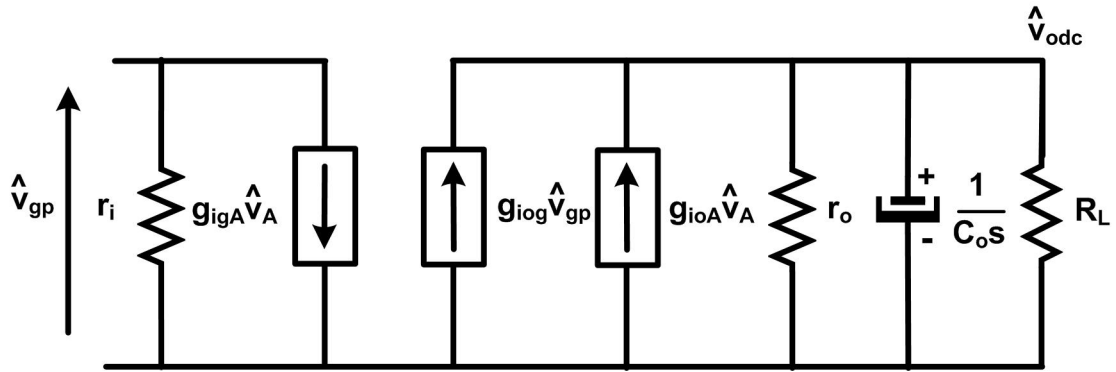 v̂odc
v̂gp
ri
gigAv̂A
giogv̂gp
gioAv̂A
ro
+
-
1
Cos
RL